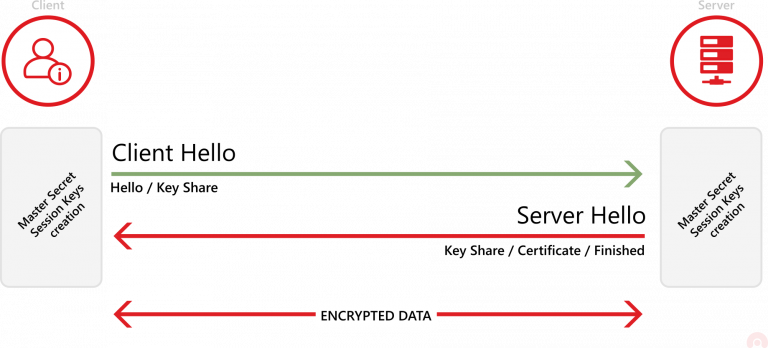 Client
Server
Client Hello
Hello / Key Share
Server Hello
Key Share / Certificate / Finished
Master Secret
Session Keys
creation
Master Secret
Session Keys
creation
ENCRYPTED DATA